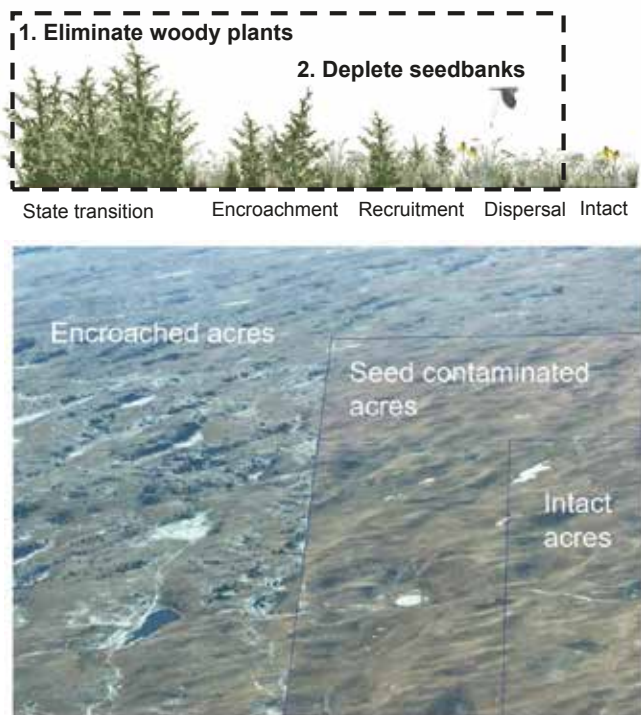 1. Eliminate woody plants
2. Deplete seedbanks
State transition Encroachment Recruitment Dispersal Intact
Encroached acres
Seed contaminated
acres
Intact
acres